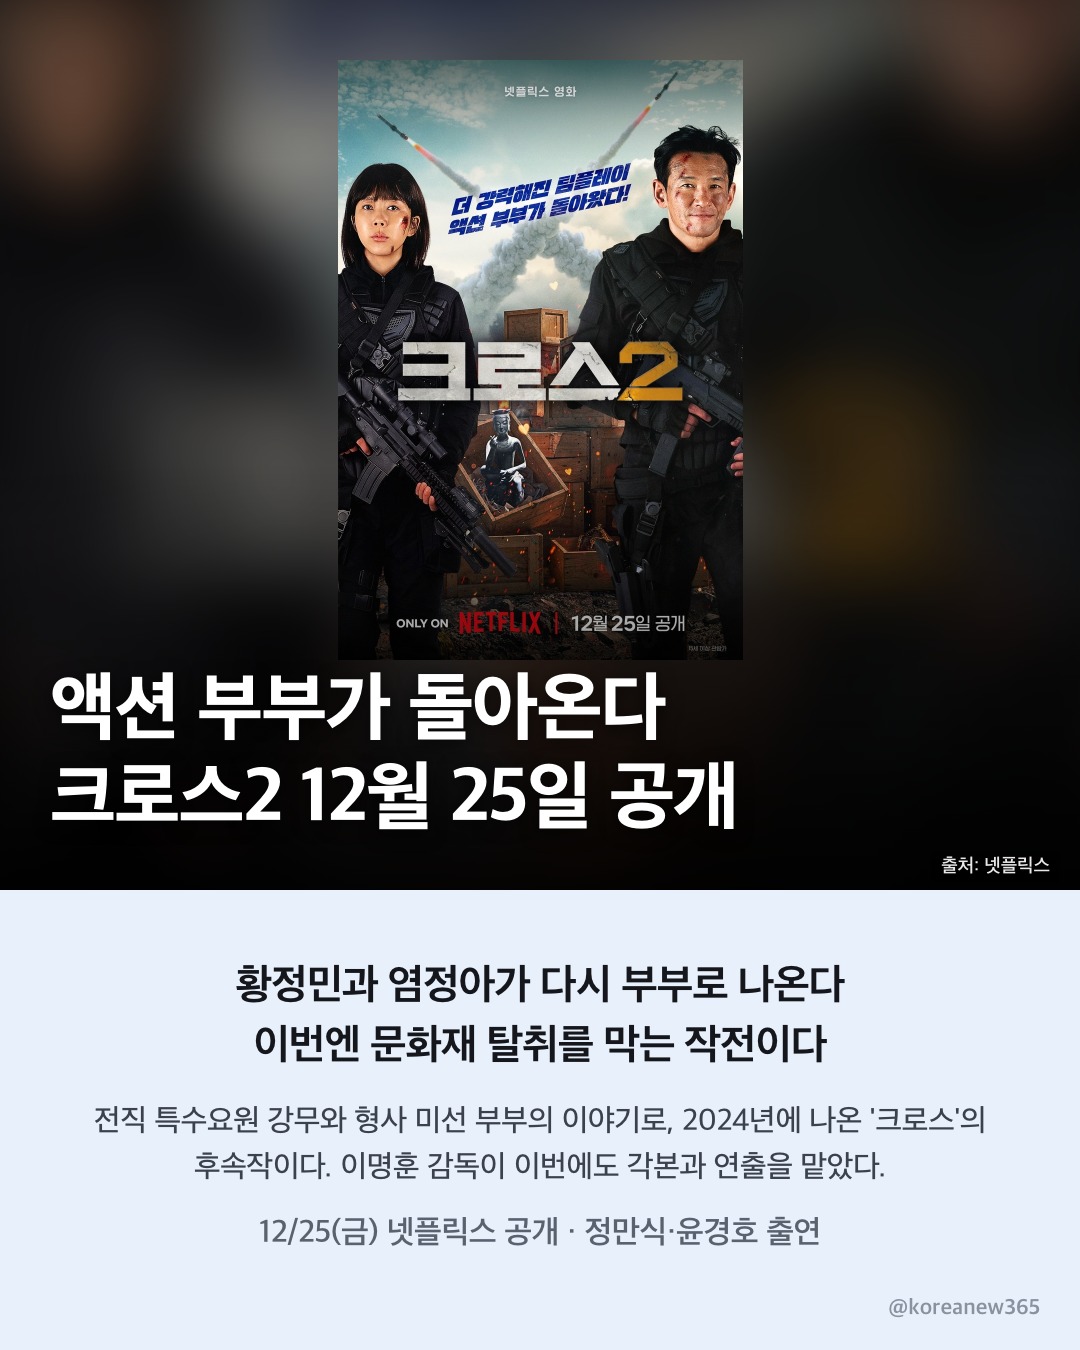 넷플릭스 영화
더 강력해진 팀플레이
액션 부부가 돌아왔다!
크로스2
ONLY ON NETFLIX | 12월 25일 공개
액션 부부가 돌아온다
크로스2 12월 25일 공개
출처: 넷플릭스
황정민과 염정아가 다시 부부로 나온다
이번엔 문화재 탈취를 막는 작전이다
전직 특수요원 강무와 형사 미선 부부의 이야기로, 2024년에 나온 '크로스'의
후속작이다. 이명훈 감독이 이번에도 각본과 연출을 맡았다.
12/25(금) 넷플릭스 공개 · 정만식·윤경호 출연
@koreanew365